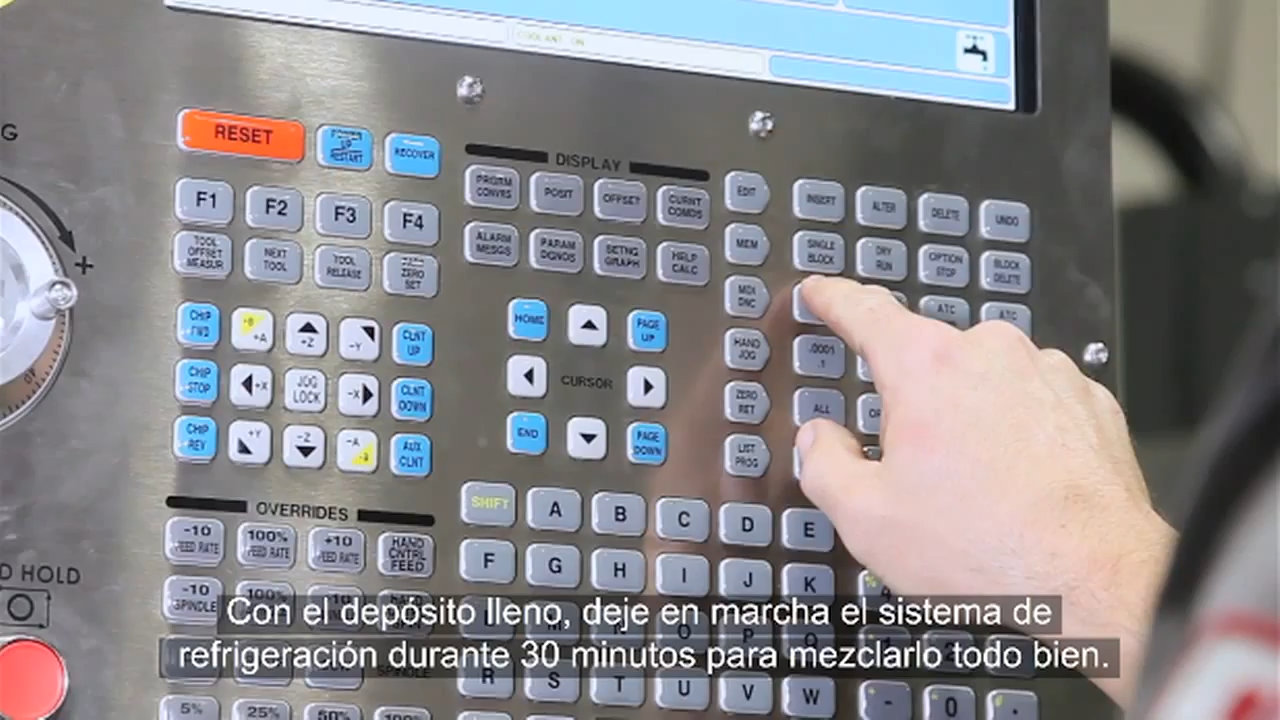 COOLANT ON
G
RESET
POWER UP RESTART
RECOVER
DISPLAY
F1 F2 F3 F4
PRGRM CONVRS
POSIT
OFFSET
CURNT COMDS
EDIT
INSERT
ALTER
DELETE
UNDO
TOOL OFFSET MEASUR
NEXT TOOL
TOOL RELEASE
ZERO SET
ALARM MESGS
PARAM DGNOS
SETNG GRAPH
HELP CALC
MEM
SINGLE BLOCK
DRY RUN
OPTION STOP
BLOCK DELETE
+
CHIP FWD
+A
+Z
-Y
CLNT UP
HOME
PAGE UP
MDI DNC
ATC
ATC
CHIP STOP
+X
JOG LOCK
-X
CLNT DOWN
CURSOR
HAND JOG
.0001 .1
CHIP REV
+Y
-Z
-A
AUX CLNT
END
PAGE DOWN
ZERO RET
ALL
LIST PROG
OVERRIDES
SHIFT A B C D E
-10 FEED RATE
100% FEED RATE
+10 FEED RATE
HAND CNTRL FEED
F G H I J K
D HOLD
-10 SPINDLE
100%
Con el depósito lleno, deje en marcha el sistema de
refrigeración durante 30 minutos para mezclarlo todo bien.
R S T U V W
5% 25% 50% 100%
- 0 .